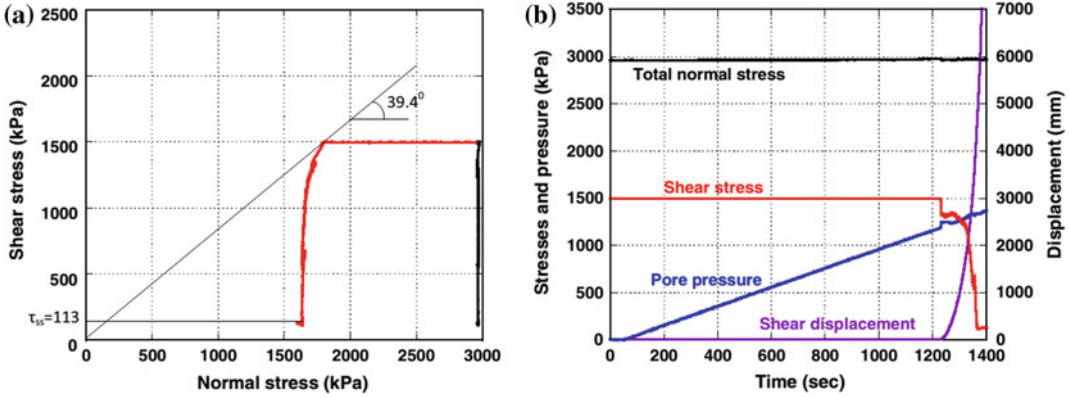 (a)
2500
2000
1500
1000
500
0
Shear stress (kPa)
39.4⁰
τss=113
0 500 1000 1500 2000 2500 3000
Normal stress (kPa)
(b)
3500
3000
2500
2000
1500
1000
500
0
Stresses and pressure (kPa)
Total normal stress
Shear stress
Pore pressure
Shear displacement
7000
6000
5000
4000
3000
2000
1000
0
Displacement (mm)
0 200 400 600 800 1000 1200 1400
Time (sec)